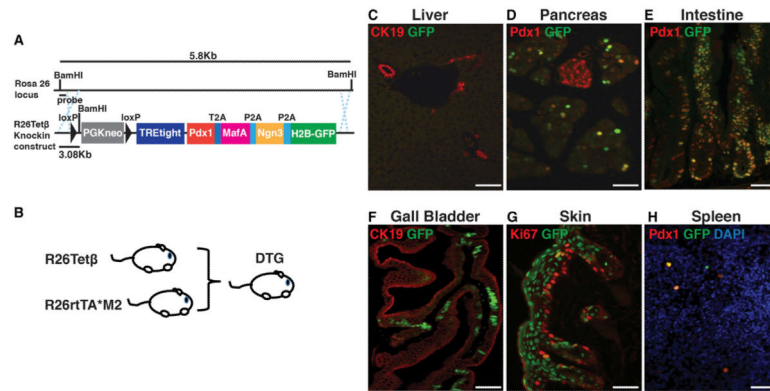 A
5.8Kb
BamHI
BamHI
Rosa 26
locus
probe
BamHI
loxP
loxP
T2A
P2A
P2A
R26Tetβ
Knockin
construct
PGKneo
TREtight
Pdx1
MafA
Ngn3
H2B-GFP
3.08Kb
B
R26Tetβ
DTG
R26rtTA*M2
C
Liver
CK19 GFP
D
Pancreas
Pdx1 GFP
E
Intestine
Pdx1 GFP
F
Gall Bladder
CK19 GFP
G
Skin
Ki67 GFP
H
Spleen
Pdx1 GFP DAPI